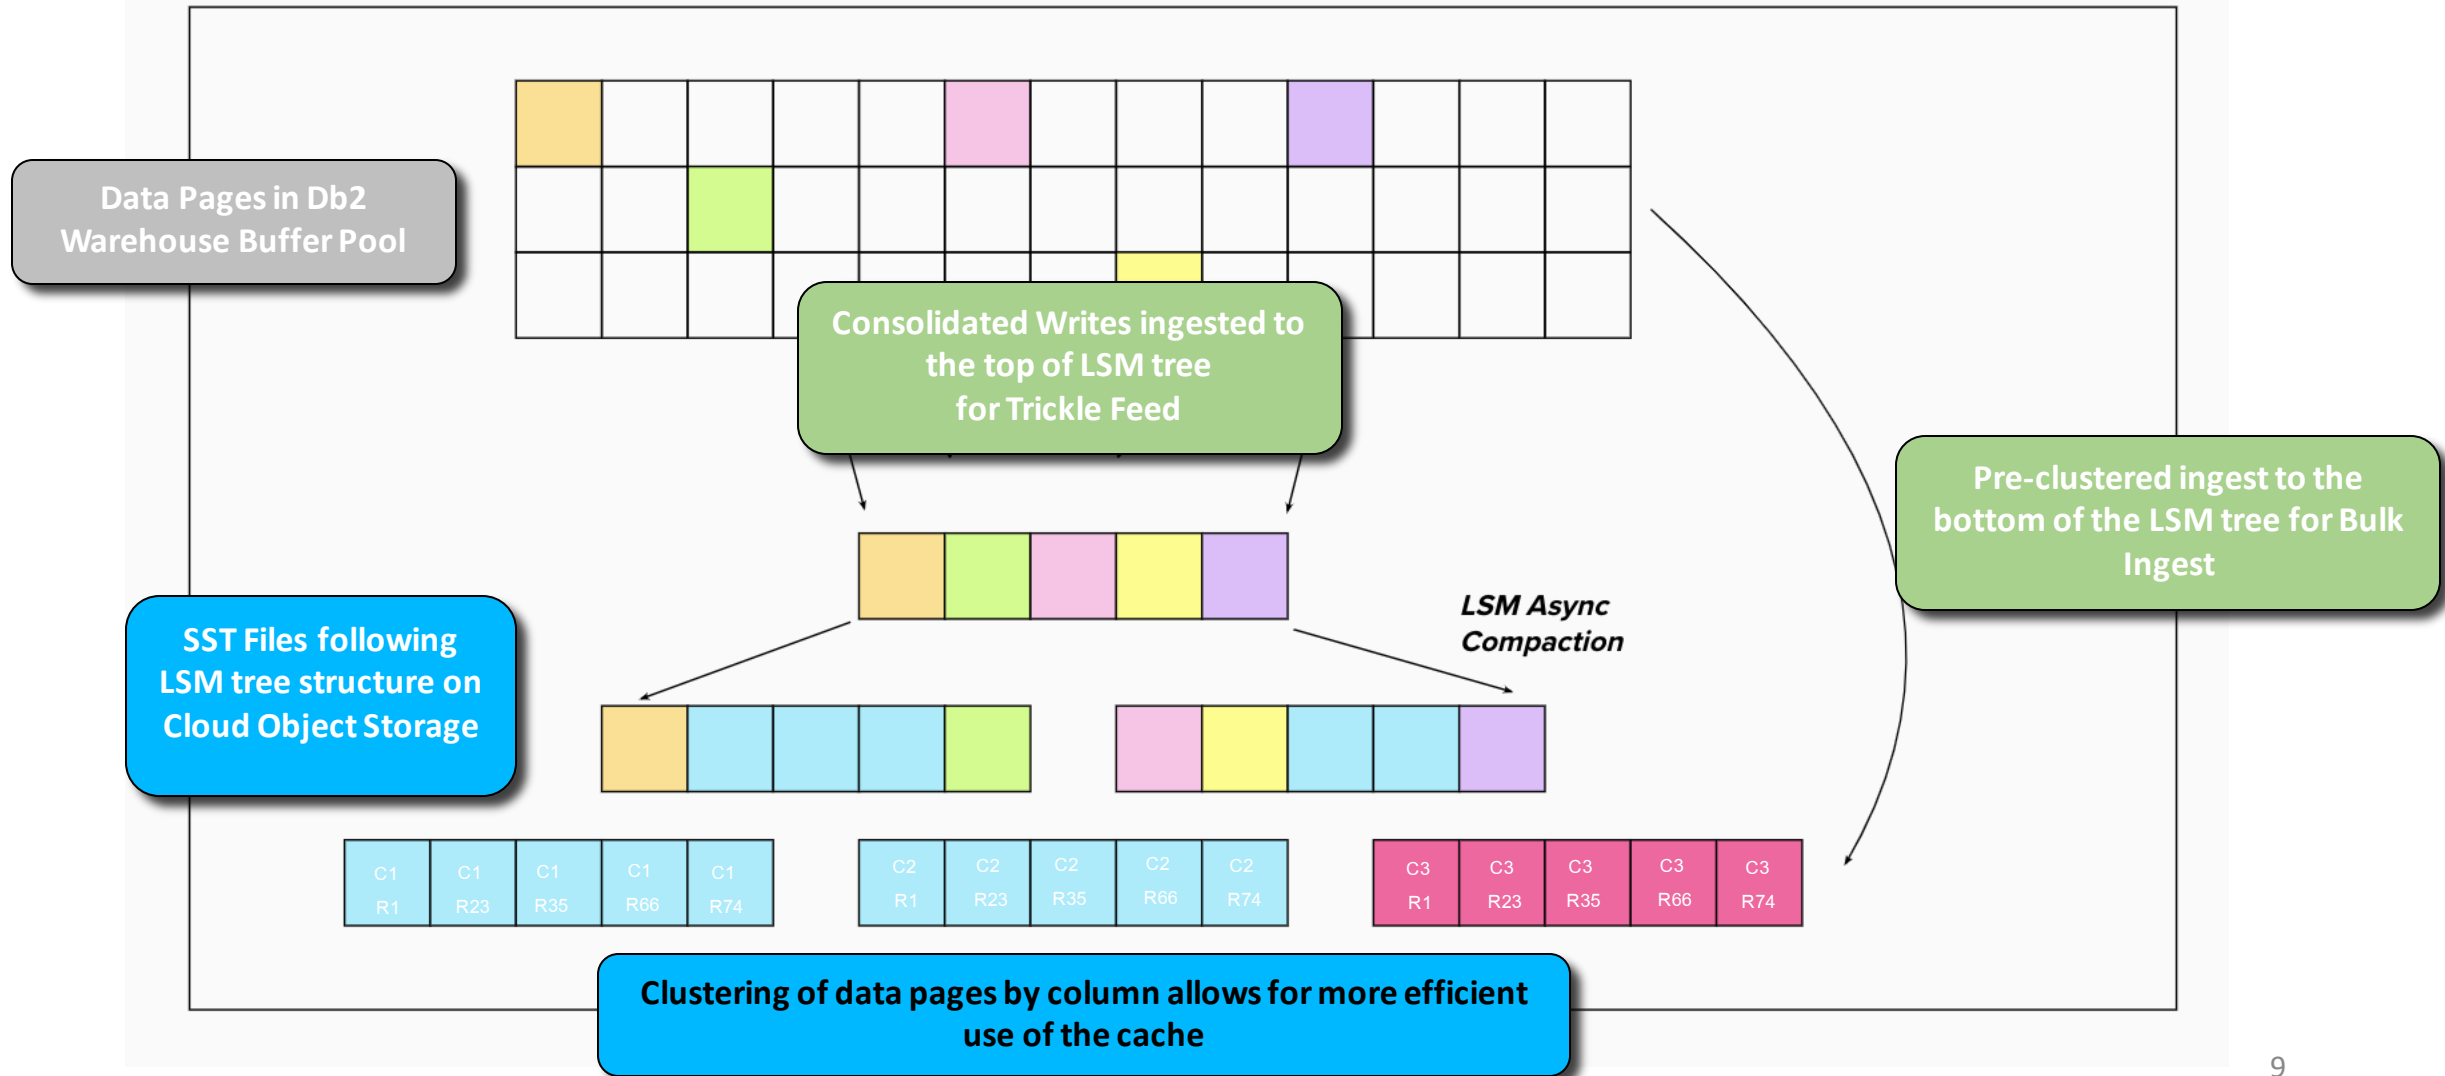 Data Pages in Db2
Warehouse Buffer Pool
Consolidated Writes ingested to
the top of LSM tree
for Trickle Feed
Pre-clustered ingest to the
bottom of the LSM tree for Bulk
Ingest
LSM Async
Compaction
SST Files following
LSM tree structure on
Cloud Object Storage
C1 C1 C1 C1 C1
R1 R23 R35 R66 R74
C2 C2 C2 C2 C2
R1 R23 R35 R66 R74
C3 C3 C3 C3 C3
R1 R23 R35 R66 R74
Clustering of data pages by column allows for more efficient
use of the cache
9